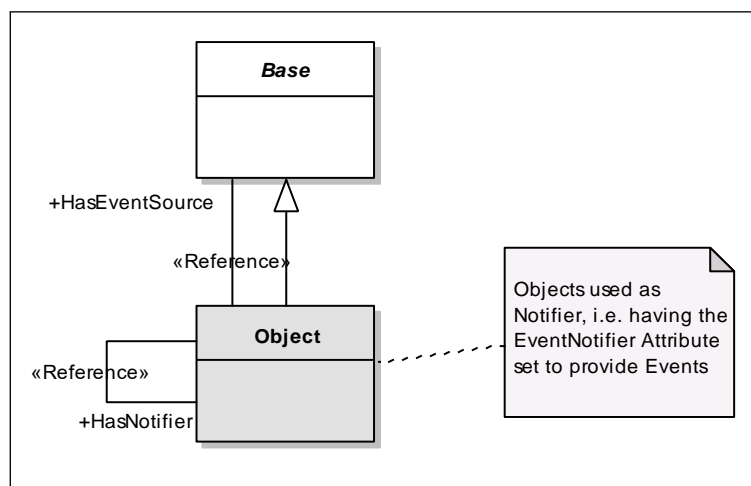 Base
+HasEventSource
«Reference»
Object
«Reference»
+HasNotifier
Objects used as
Notifier, i.e. having the
EventNotifier Attribute
set to provide Events